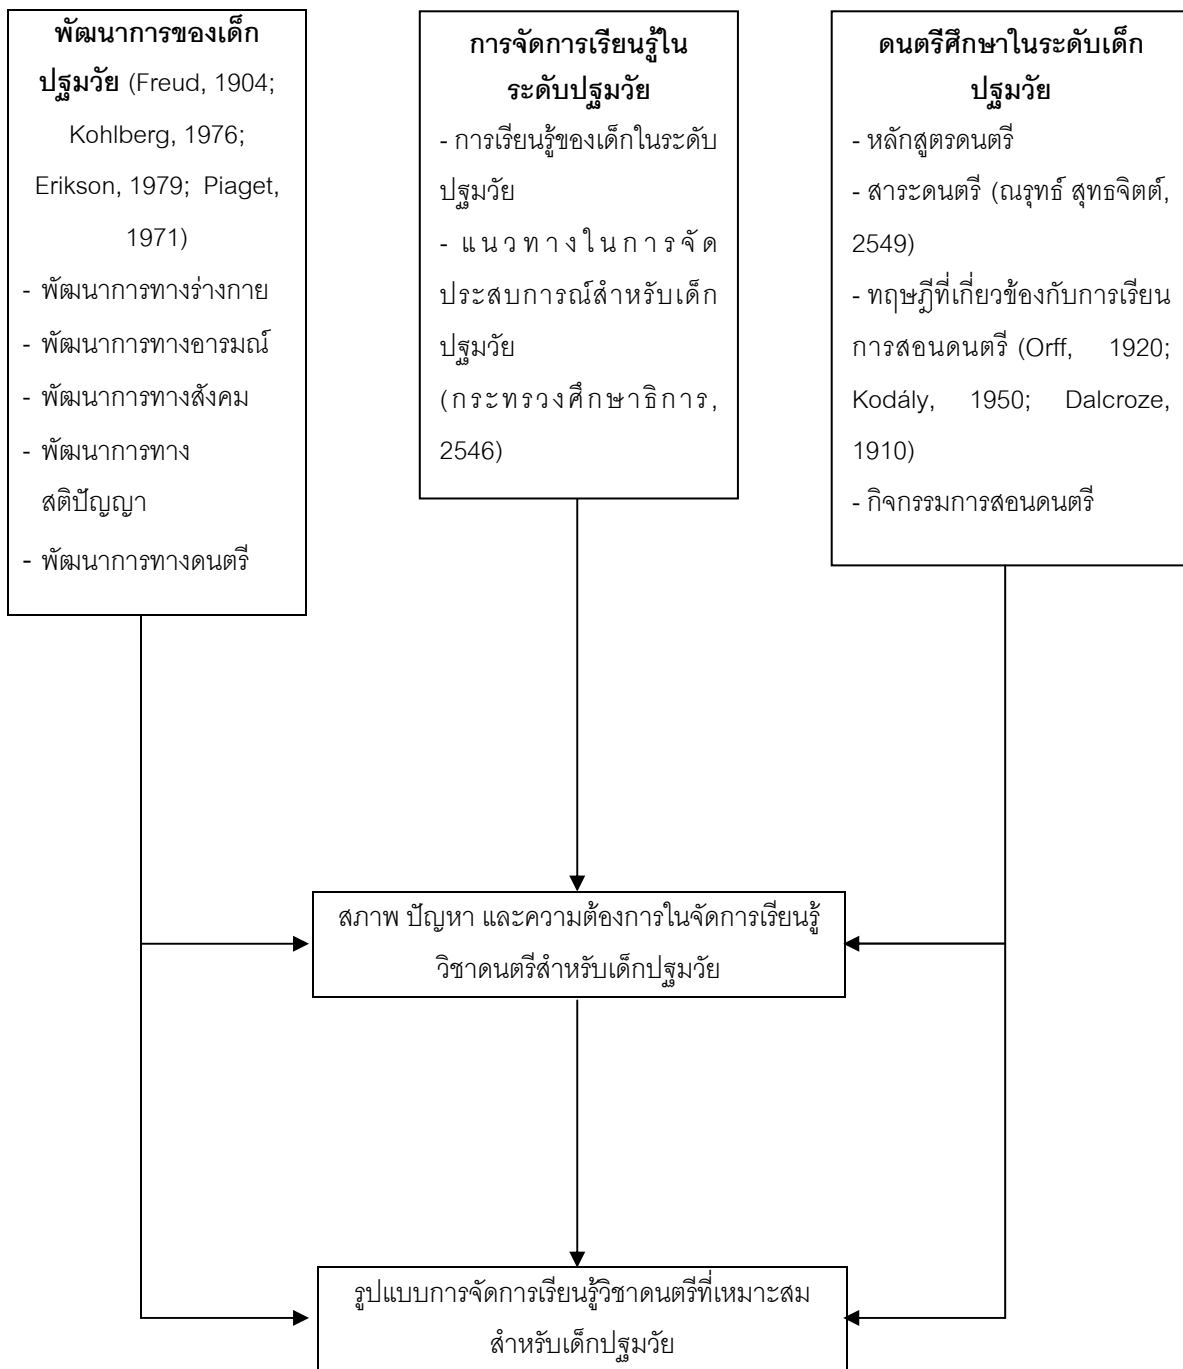 พัฒนาการของเด็ก
ปฐมวัย (Freud, 1904;
Kohlberg, 1976;
Erikson, 1979; Piaget,
1971)
- พัฒนาการทางร่างกาย
- พัฒนาการทางอารมณ์
- พัฒนาการทางสังคม
- พัฒนาการทาง
สติปัญญา
- พัฒนาการทางดนตรี
การจัดการเรียนรู้ใน
ระดับปฐมวัย
- การเรียนรู้ของเด็กในระดับ
ปฐมวัย
- แนวทางในการจัด
ประสบการณ์สำหรับเด็ก
ปฐมวัย
(กระทรวงศึกษาธิการ,
2546)
ดนตรีศึกษาในระดับเด็ก
ปฐมวัย
- หลักสูตรดนตรี
- สาระดนตรี (ณรุทธ์ สุทธจิตต์,
2549)
- ทฤษฎีที่เกี่ยวข้องกับการเรียน
การสอนดนตรี (Orff, 1920;
Kodály, 1950; Dalcroze,
1910)
- กิจกรรมการสอนดนตรี
สภาพ ปัญหา และความต้องการในจัดการเรียนรู้
วิชาดนตรีสำหรับเด็กปฐมวัย
รูปแบบการจัดการเรียนรู้วิชาดนตรีที่เหมาะสม
สำหรับเด็กปฐมวัย